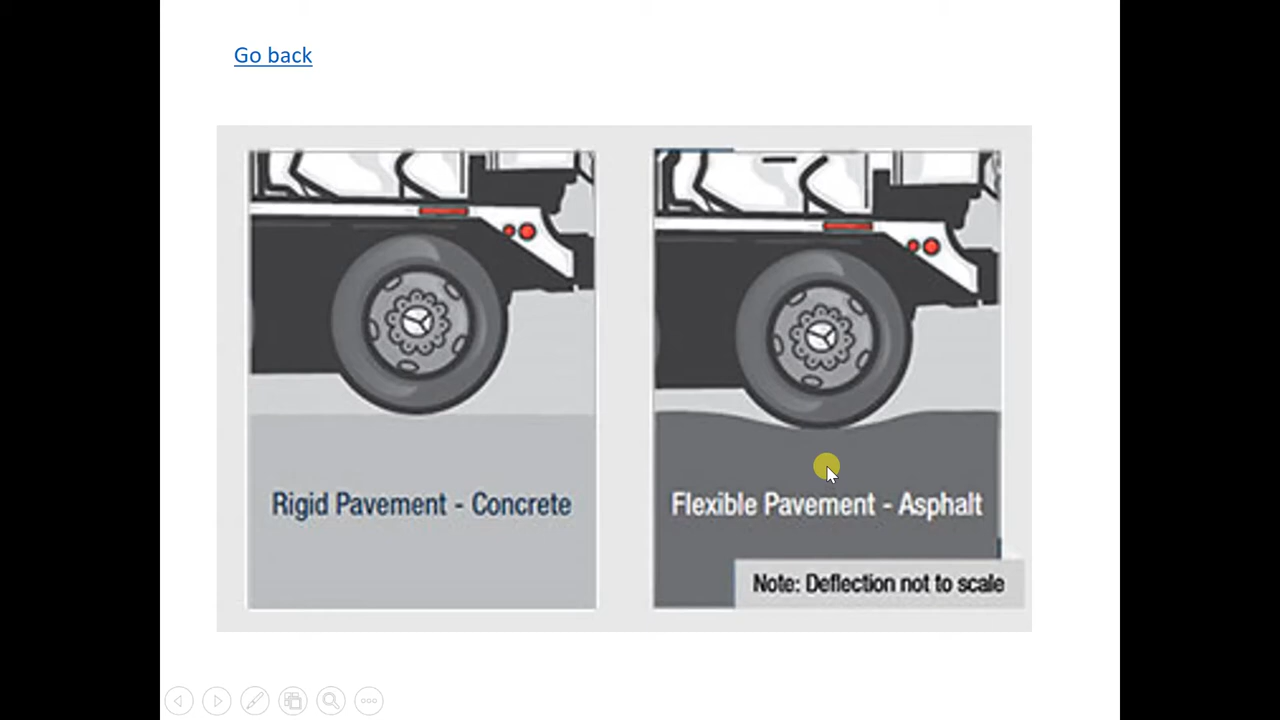 Go back
Rigid Pavement - Concrete
Flexible Pavement - Asphalt
Note: Deflection not to scale